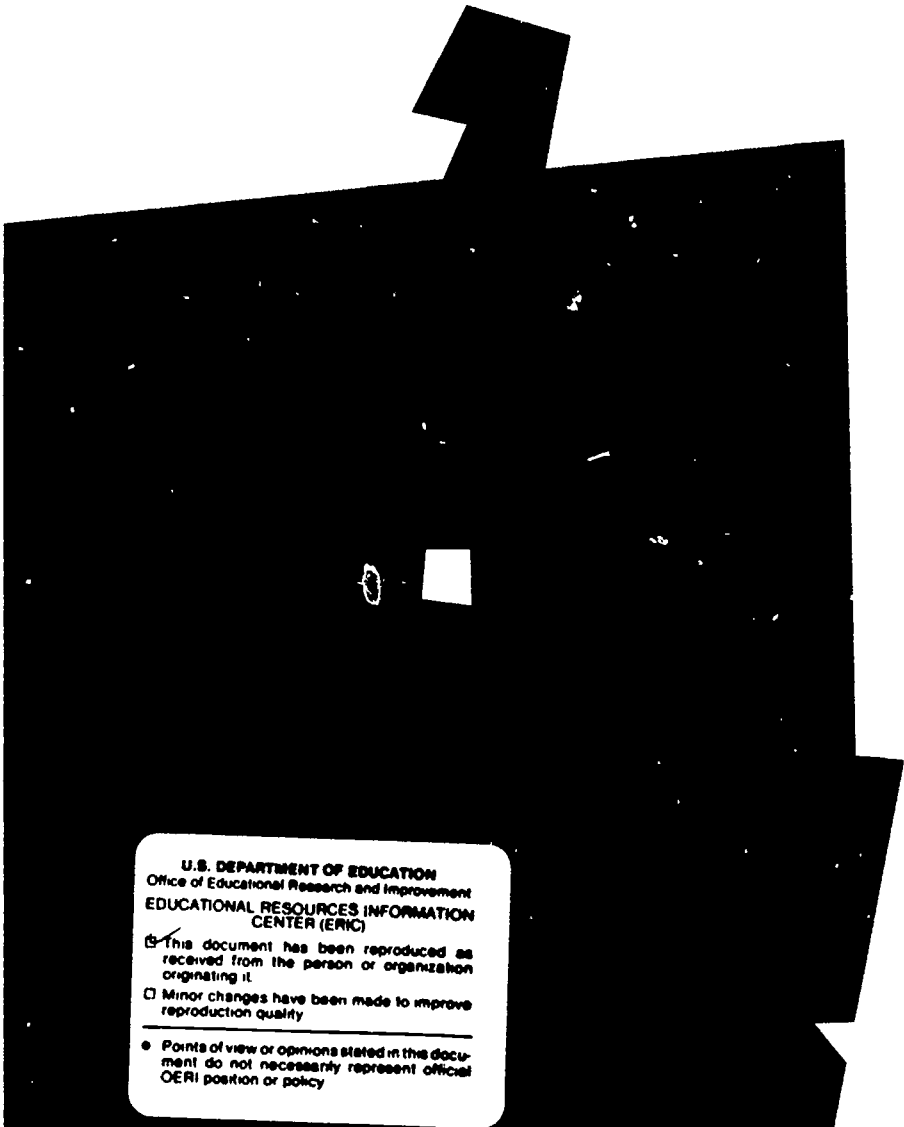 U.S. DEPARTMENT OF EDUCATION
Office of Educational Research and Improvement
EDUCATIONAL RESOURCES INFORMATION
CENTER (ERIC)
This document has been reproduced as
received from the person or organization
originating it
Minor changes have been made to improve
reproduction quality
Points of view or opinions stated in this docu-
ment do not necessarily represent official
OERI position or policy